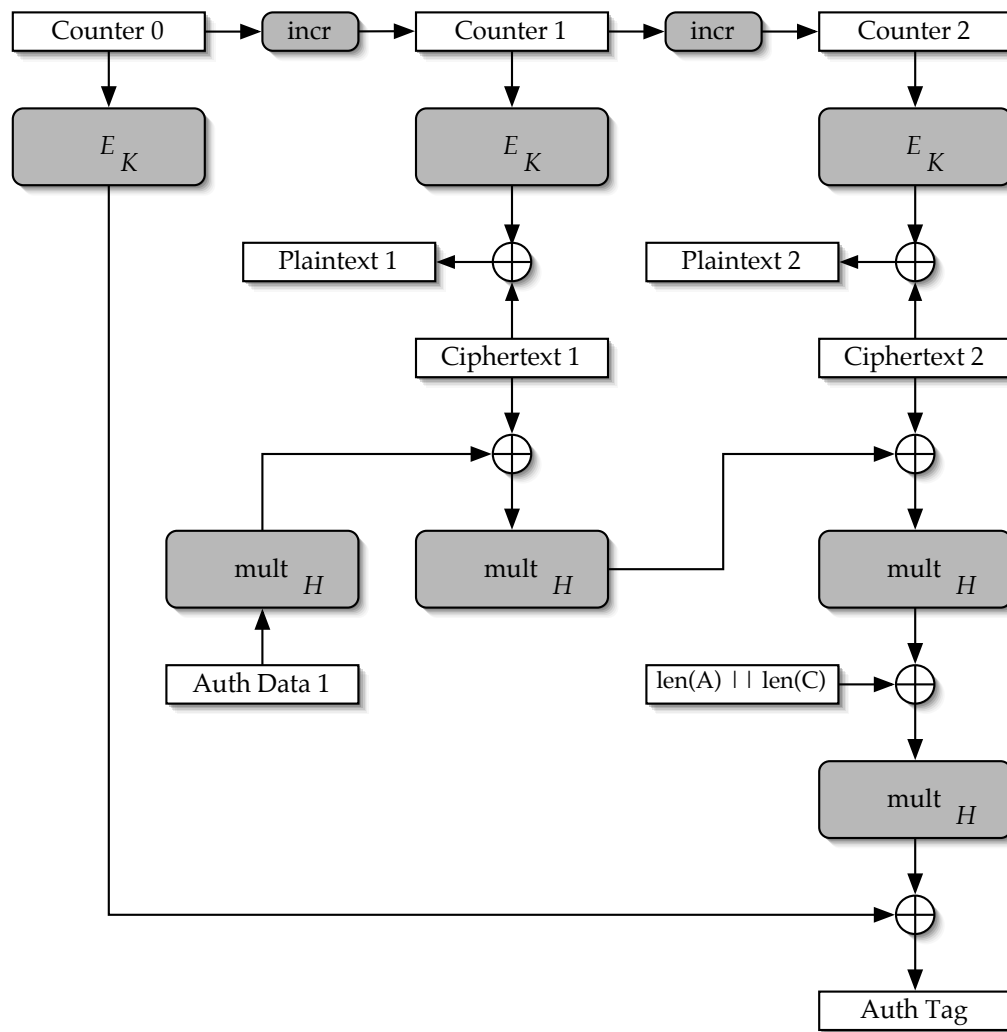 Counter 0
incr
Counter 1
incr
Counter 2
E K
E K
E K
Plaintext 1
Plaintext 2
Ciphertext 1
Ciphertext 2
mult H
mult H
mult H
Auth Data 1
len(A) || len(C)
mult H
Auth Tag